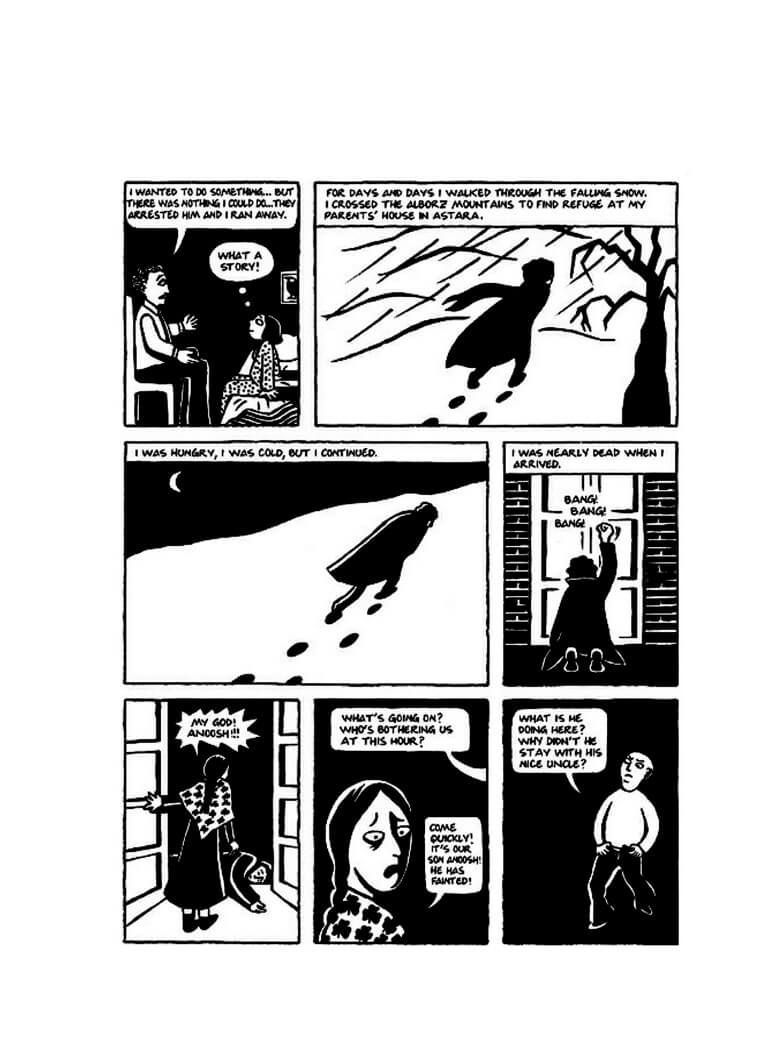 I WANTED TO DO SOMETHING... BUT
THERE WAS NOTHING I COULD DO...THEY
ARRESTED HIM AND I RAN AWAY.
WHAT A
STORY!
FOR DAYS AND DAYS I WALKED THROUGH THE FALLING SNOW.
I CROSSED THE ALBORZ MOUNTAINS TO FIND REFUGE AT MY
PARENTS' HOUSE IN ASTARA.
I WAS HUNGRY, I WAS COLD, BUT I CONTINUED.
I WAS NEARLY DEAD WHEN I
ARRIVED.
BANG!
BANG!
BANG!
MY GOD!
ANOOSH!!!
WHAT'S GOING ON?
WHO'S BOTHERING US
AT THIS HOUR?
COME
QUICKLY!
IT'S OUR
SON ANOOSH!
HE HAS
FAINTED!
WHAT IS HE
DOING HERE?
WHY DIDN'T HE
STAY WITH HIS
NICE UNCLE?